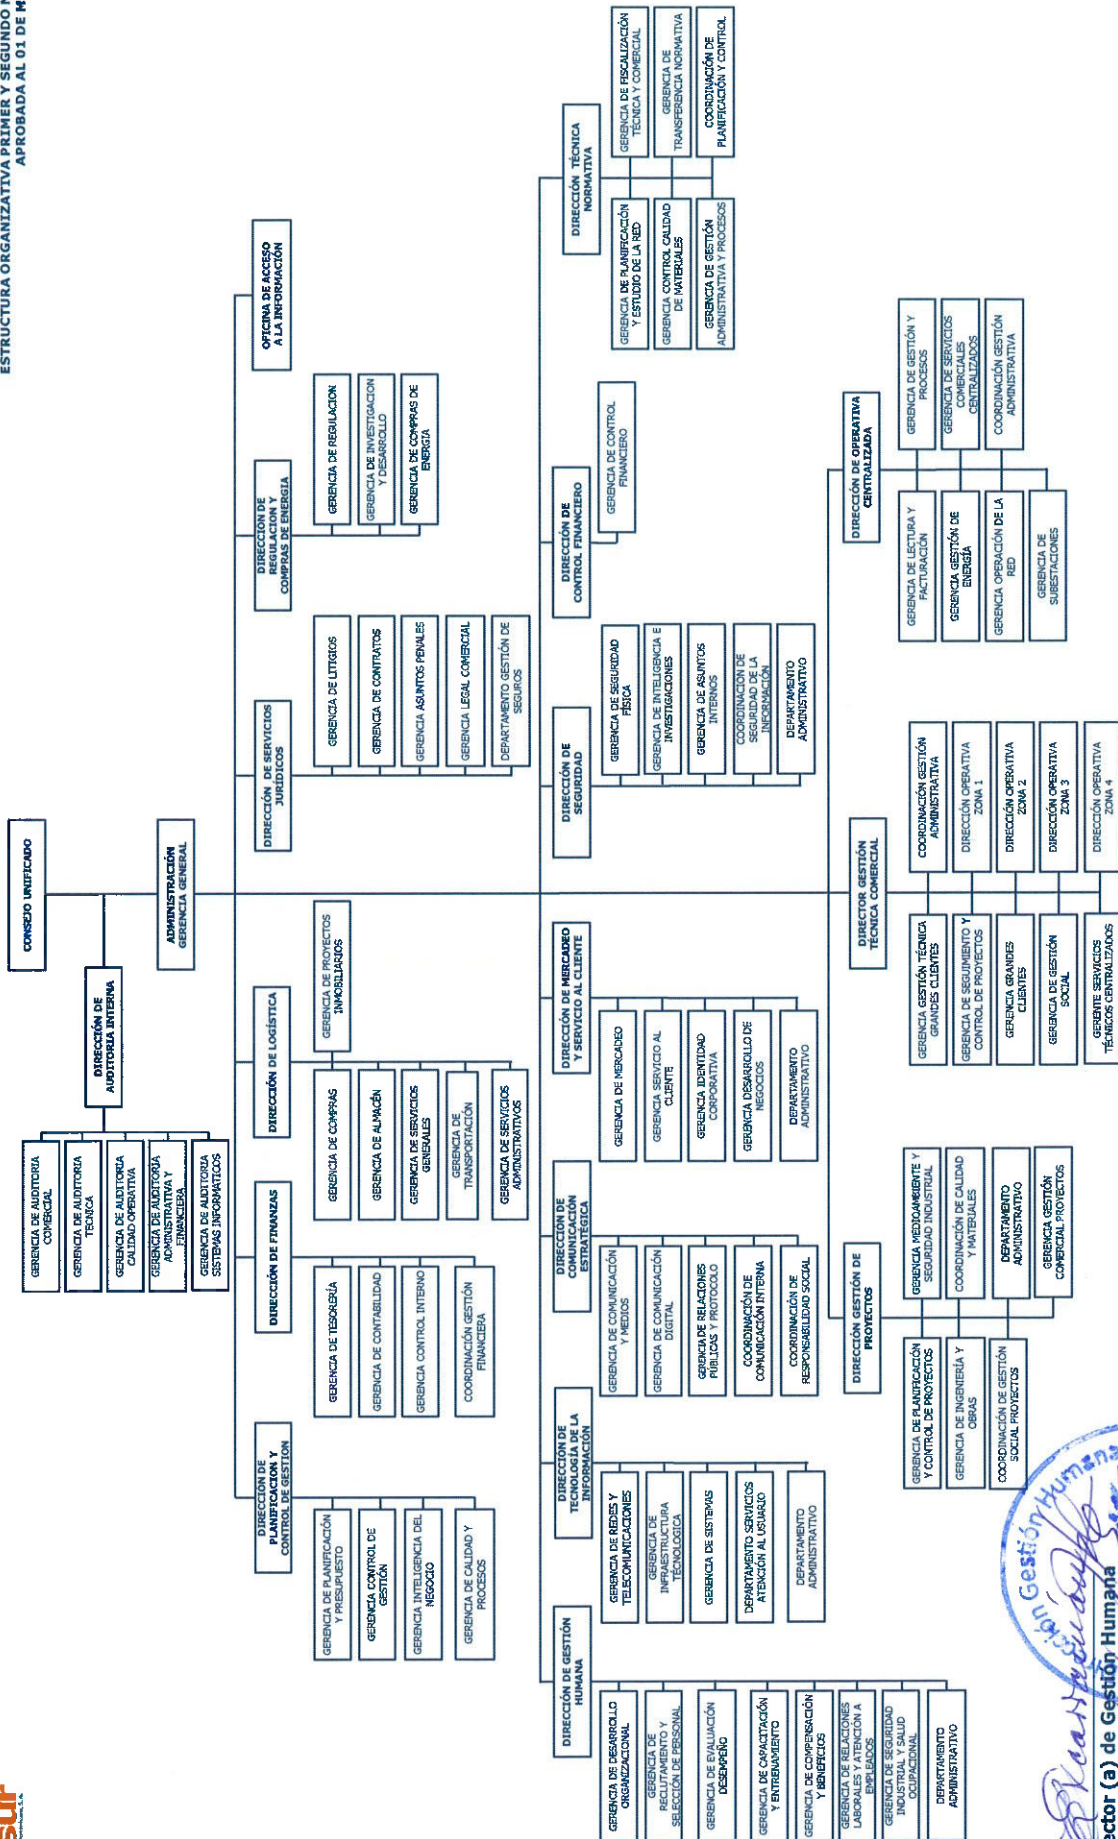 ESTRUCTURA ORGANIZATIVA PRIMER Y SEGUNDO
APROBADA AL 01 DE
sur
CONSEJO UNIFICADO
DIRECCIÓN DE
AUDITORIA INTERNA
GERENCIA DE AUDITORIA
COMERCIAL
GERENCIA DE AUDITORIA
TECNICA
GERENCIA DE AUDITORIA
CALIDAD OPERATIVA
GERENCIA DE AUDITORIA
ADMINISTRATIVA Y
FINANCIERA
GERENCIA DE AUDITORIA
SISTEMAS INFORMATICOS
ADMINISTRACIÓN
GERENCIA GENERAL
DIRECCIÓN DE
PLANIFICACION Y
CONTROL DE GESTION
GERENCIA DE PLANIFICACIÓN
Y PRESUPUESTO
GERENCIA CONTROL DE
GESTIÓN
GERENCIA INTELIGENCIA DEL
NEGOCIO
GERENCIA DE CALIDAD Y
PROCESOS
DIRECCIÓN DE FINANZAS
GERENCIA DE TESORERÍA
GERENCIA DE CONTABILIDAD
GERENCIA CONTROL INTERNO
COORDINACIÓN GESTIÓN
FINANCIERA
DIRECCIÓN DE LOGÍSTICA
GERENCIA DE COMPRAS
GERENCIA DE PROYECTOS
INMOBILIARIOS
GERENCIA DE ALMACÉN
GERENCIA DE SERVICIOS
GENERALES
GERENCIA DE
TRANSPORTACIÓN
GERENCIA DE SERVICIOS
ADMINISTRATIVOS
DIRECCIÓN DE SERVICIOS
JURÍDICOS
GERENCIA DE LITIGIOS
GERENCIA DE CONTRATOS
GERENCIA ASUNTOS PENALES
GERENCIA LEGAL COMERCIAL
DEPARTAMENTO GESTIÓN DE
SEGUROS
DIRECCION DE
REGULACION Y
COMPRAS DE ENERGIA
GERENCIA DE REGULACION
GERENCIA DE INVESTIGACION
Y DESARROLLO
GERENCIA DE COMPRAS DE
ENERGIA
OFICINA DE ACCESO
A LA INFORMACIÓN
DIRECCIÓN DE GESTIÓN
HUMANA
GERENCIA DE DESARROLLO
ORGANIZACIONAL
GERENCIA DE
RECLUTAMIENTO Y
SELECCIÓN DE PERSONAL
GERENCIA DE EVALUACIÓN
DESEMPEÑO
GERENCIA DE CAPACITACIÓN
Y ENTRENAMIENTO
GERENCIA DE COMPENSACIÓN
Y BENEFICIOS
GERENCIA DE RELACIONES
LABORALES Y ATENCIÓN A
EMPLEADOS
GERENCIA DE SEGURIDAD
INDUSTRIAL Y SALUD
OCUPACIONAL
DEPARTAMENTO
ADMINISTRATIVO
DIRECCIÓN DE
TECNOLOGÍA DE LA
INFORMACIÓN
GERENCIA DE REDES Y
TELECOMUNICACIONES
GERENCIA DE
INFRAESTRUCTURA
TÉCNOLOGICA
GERENCIA DE SISTEMAS
DEPARTAMENTO SERVICIOS
ATENCIÓN AL USUARIO
DEPARTAMENTO
ADMINISTRATIVO
DIRECCIÓN DE
COMUNICACIÓN
ESTRATÉGICA
GERENCIA DE COMUNICACIÓN
Y MEDIOS
GERENCIA DE COMUNICACIÓN
DIGITAL
GERENCIA DE RELACIONES
PÚBLICAS Y PROTOCOLO
COORDINACIÓN DE
COMUNICACIÓN INTERNA
COORDINACIÓN DE
RESPONSABILIDAD SOCIAL
DIRECCIÓN DE MERCADEO
Y SERVICIO AL CLIENTE
GERENCIA DE MERCADEO
GERENCIA SERVICIO AL
CLIENTE
GERENCIA IDENTIDAD
CORPORATIVA
GERENCIA DESARROLLO DE
NEGOCIOS
DEPARTAMENTO
ADMINISTRATIVO
DIRECCIÓN DE
SEGURIDAD
GERENCIA DE SEGURIDAD
FÍSICA
GERENCIA DE INTELIGENCIA E
INVESTIGACIONES
GERENCIA DE ASUNTOS
INTERNOS
COORDINACION DE
SEGURIDAD DE LA
INFORMACIÓN
DEPARTAMENTO
ADMINISTRATIVO
DIRECCIÓN DE
CONTROL FINANCIERO
GERENCIA DE CONTROL
FINANCIERO
DIRECCIÓN TÉCNICA
NORMATIVA
GERENCIA DE PLANIFICACIÓN
Y ESTUDIO DE LA RED
GERENCIA DE FISCALIZACIÓN
TÉCNICA Y COMERCIAL
GERENCIA CONTROL CALIDAD
DE MATERIALES
GERENCIA DE
TRANSFERENCIA NORMATIVA
GERENCIA DE GESTIÓN
ADMINISTRATIVA Y PROCESOS
COORDINACIÓN DE
PLANIFICACIÓN Y CONTROL
DIRECCIÓN GESTIÓN DE
PROYECTOS
GERENCIA DE PLANIFICACIÓN
Y CONTROL DE PROYECTOS
GERENCIA MEDIOAMBIENTE Y
SEGURIDAD INDUSTRIAL
GERENCIA DE INGENIERÍA Y
OBRAS
COORDINACIÓN DE CALIDAD
Y MATERIALES
COORDINACIÓN DE GESTIÓN
SOCIAL PROYECTOS
DEPARTAMENTO
ADMINISTRATIVO
GERENCIA GESTIÓN
COMERCIAL PROYECTOS
DIRECTOR GESTIÓN
TÉCNICA COMERCIAL
GERENCIA GESTIÓN TÉCNICA
GRANDES CLIENTES
COORDINACIÓN GESTIÓN
ADMINISTRATIVA
GERENCIA DE SEGUIMIENTO Y
CONTROL DE PROYECTOS
DIRECCIÓN OPERATIVA
ZONA 1
GERENCIA GRANDES
CLIENTES
DIRECCIÓN OPERATIVA
ZONA 2
GERENCIA DE GESTIÓN
SOCIAL
DIRECCIÓN OPERATIVA
ZONA 3
GERENTE SERVICIOS
TÉCNICOS CENTRALIZADOS
DIRECCIÓN OPERATIVA
ZONA 4
DIRECCIÓN DE OPERATIVA
CENTRALIZADA
GERENCIA DE LECTURA Y
FACTURACIÓN
GERENCIA DE GESTIÓN Y
PROCESOS
GERENCIA GESTIÓN DE
ENERGÍA
GERENCIA DE SERVICIOS
COMERCIALES
CENTRALIZADOS
GERENCIA OPERACIÓN DE LA
RED
COORDINACIÓN GESTIÓN
ADMINISTRATIVA
GERENCIA DE
SUBESTACIONES
Gestión Humana
ctor (a) de Gestión Humana